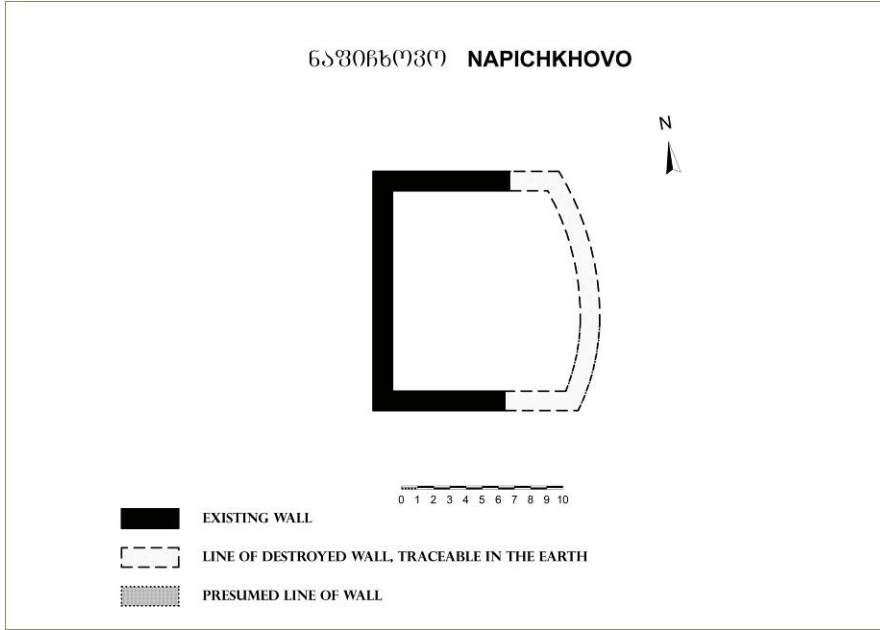 ნაფიჩხოვო NAPICHKHOVO
N
0 1 2 3 4 5 6 7 8 9 10
EXISTING WALL
LINE OF DESTROYED WALL, TRACEABLE IN THE EARTH
PRESUMED LINE OF WALL